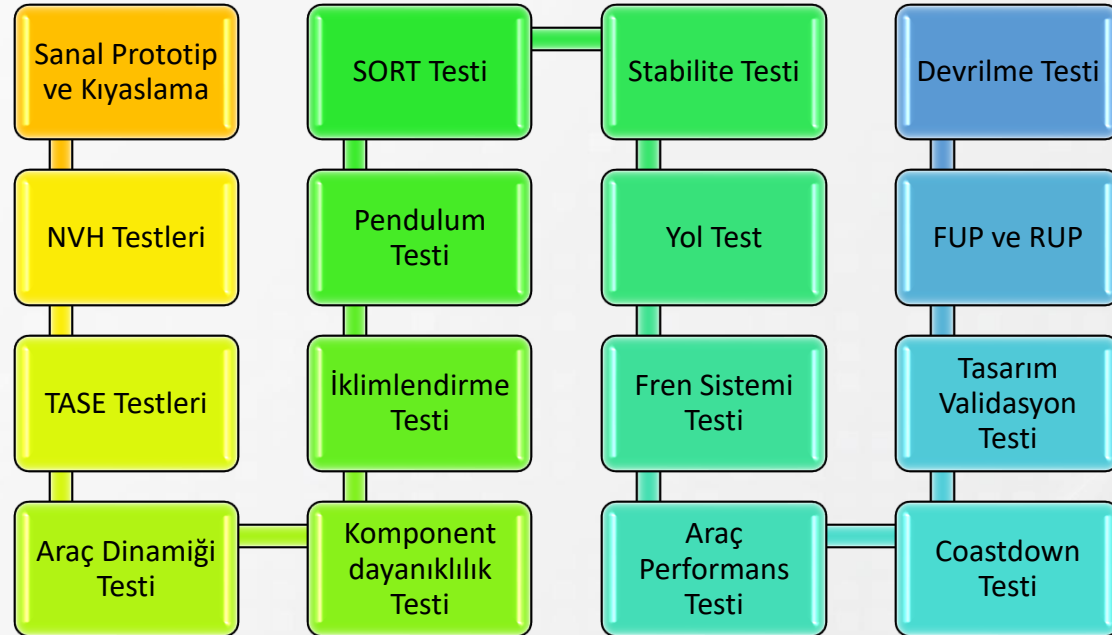 Sanal Prototip
ve Kıyaslama
NVH Testleri
TASE Testleri
Araç Dinamiği
Testi
Komponent
dayanıklılık
Testi
İklimlendirme
Testi
Pendulum
Testi
SORT Testi
Stabilite Testi
Yol Test
Fren Sistemi
Testi
Araç
Performans
Testi
Coastdown
Testi
Tasarım
Validasyon
Testi
FUP ve RUP
Devrilme Testi